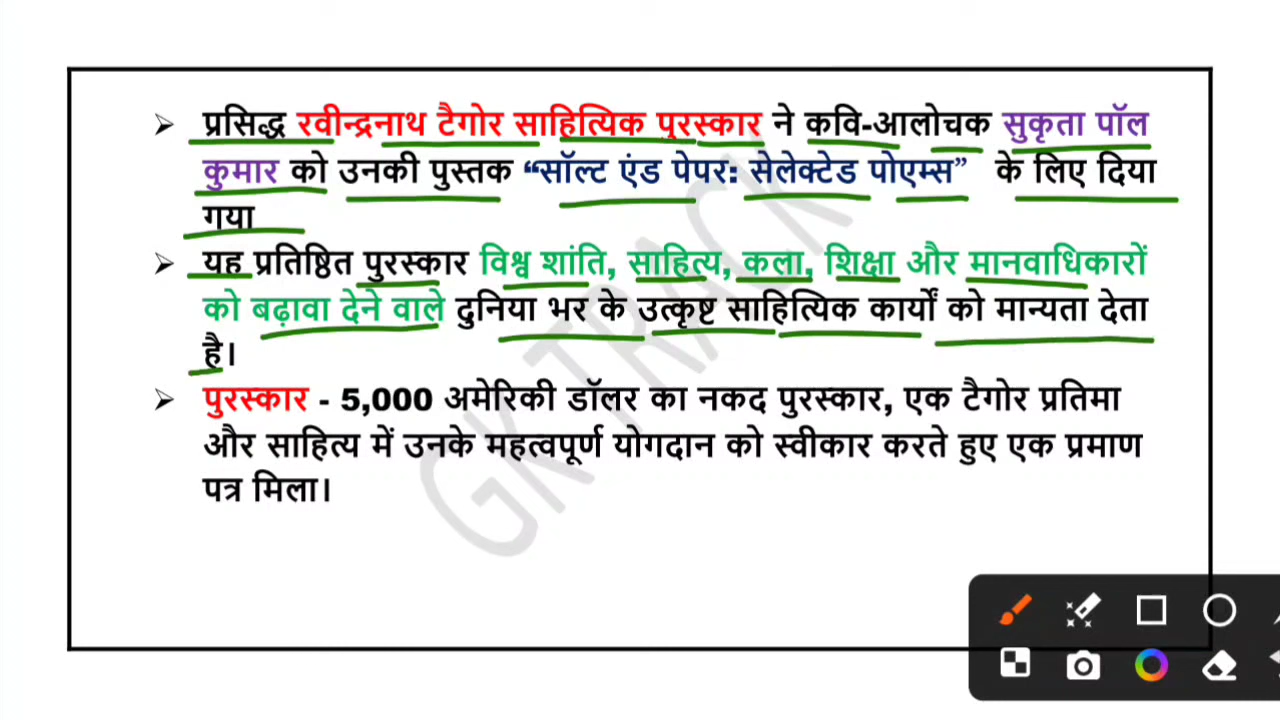 ➢ प्रसिद्ध रवीन्द्रनाथ टैगोर साहित्यिक पुरस्कार ने कवि-आलोचक सुकृता पॉल
कुमार को उनकी पुस्तक “सॉल्ट एंड पेपर: सेलेक्टेड पोएम्स” के लिए दिया
गया
➢ यह प्रतिष्ठित पुरस्कार विश्व शांति, साहित्य, कला, शिक्षा और मानवाधिकारों
को बढ़ावा देने वाले दुनिया भर के उत्कृष्ट साहित्यिक कार्यों को मान्यता देता
है।
➢ पुरस्कार - 5,000 अमेरिकी डॉलर का नकद पुरस्कार, एक टैगोर प्रतिमा
और साहित्य में उनके महत्वपूर्ण योगदान को स्वीकार करते हुए एक प्रमाण
पत्र मिला।
GKTRACK